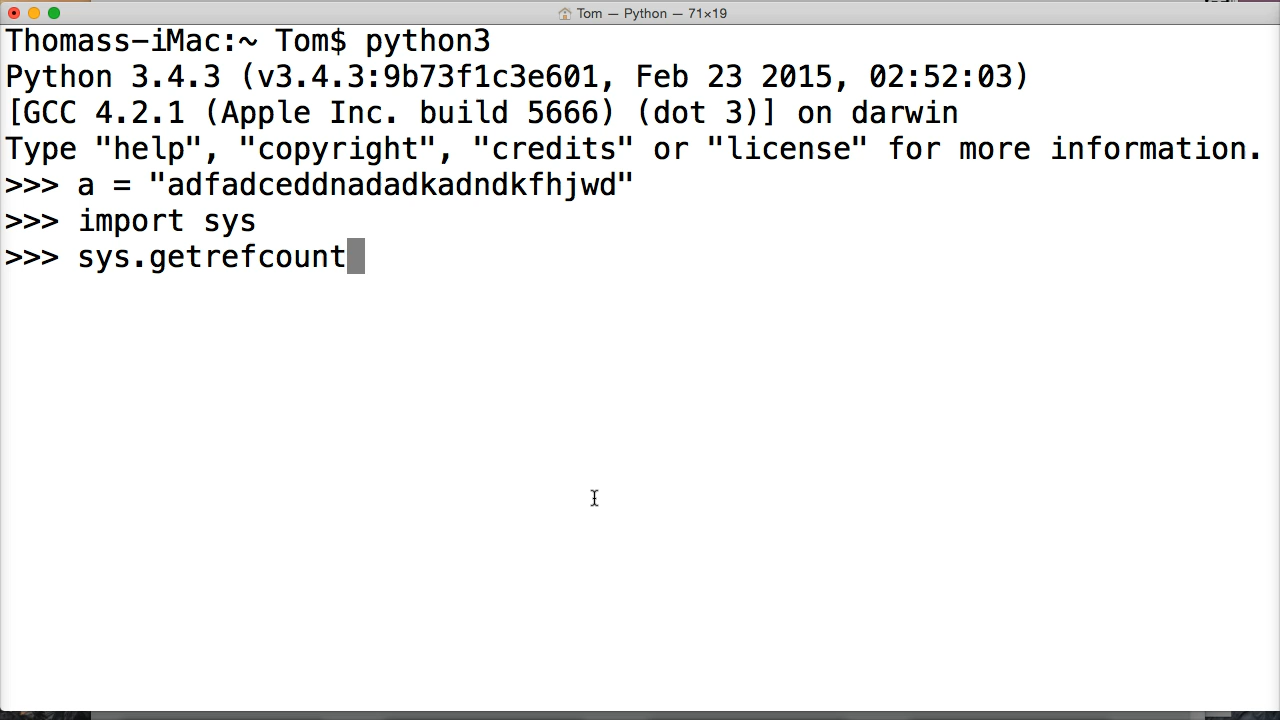 Tom — Python — 71×19
Thomass-iMac:~ Tom$ python3
Python 3.4.3 (v3.4.3:9b73f1c3e601, Feb 23 2015, 02:52:03)
[GCC 4.2.1 (Apple Inc. build 5666) (dot 3)] on darwin
Type "help", "copyright", "credits" or "license" for more information.
>>> a = "adfadceddnadadkadndkfhjwd"
>>> import sys
>>> sys.getrefcount